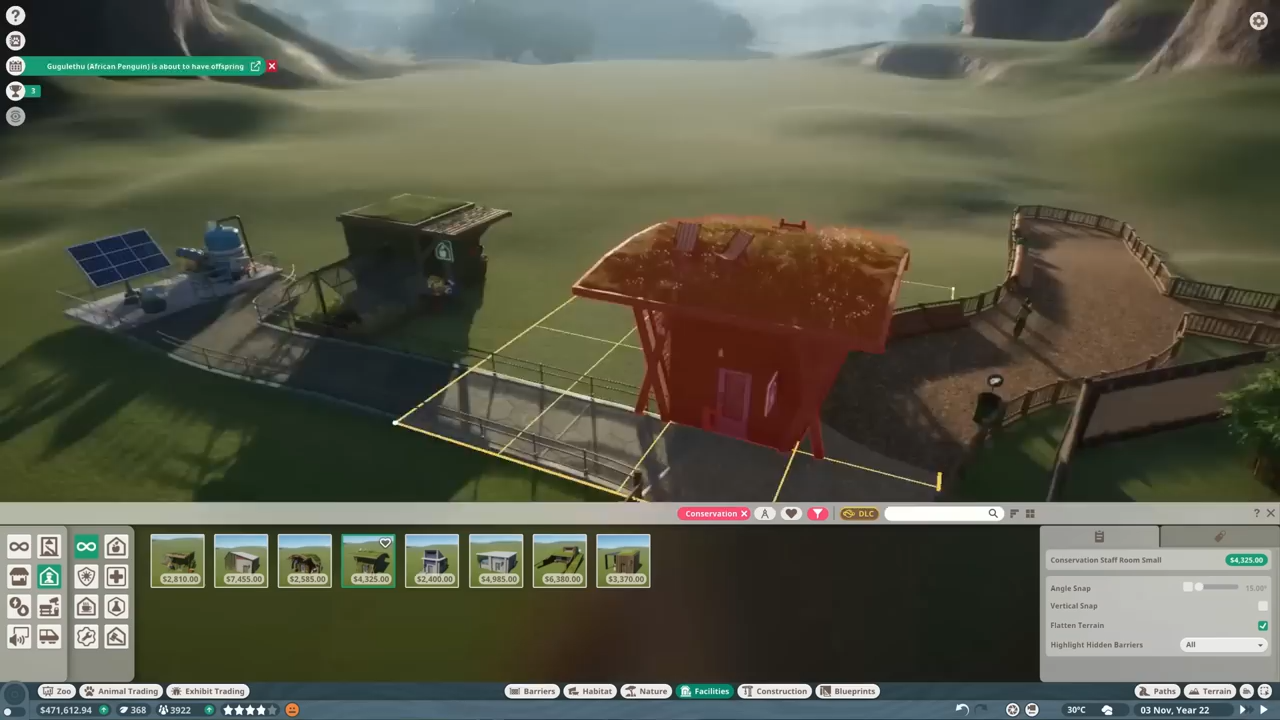 ?
Gugulethu (African Penguin) is about to have offspring
3
Conservation
DLC
?
$2,810.00
$7,455.00
$2,585.00
$4,325.00
$2,400.00
$4,985.00
$6,380.00
$3,370.00
Conservation Staff Room Small
$4,325.00
Angle Snap
15.00°
Vertical Snap
Flatten Terrain
Highlight Hidden Barriers
All
Zoo
Animal Trading
Exhibit Trading
Barriers
Habitat
Nature
Facilities
Construction
Blueprints
Paths
Terrain
$471,612.94
368
3922
30°C
03 Nov, Year 22